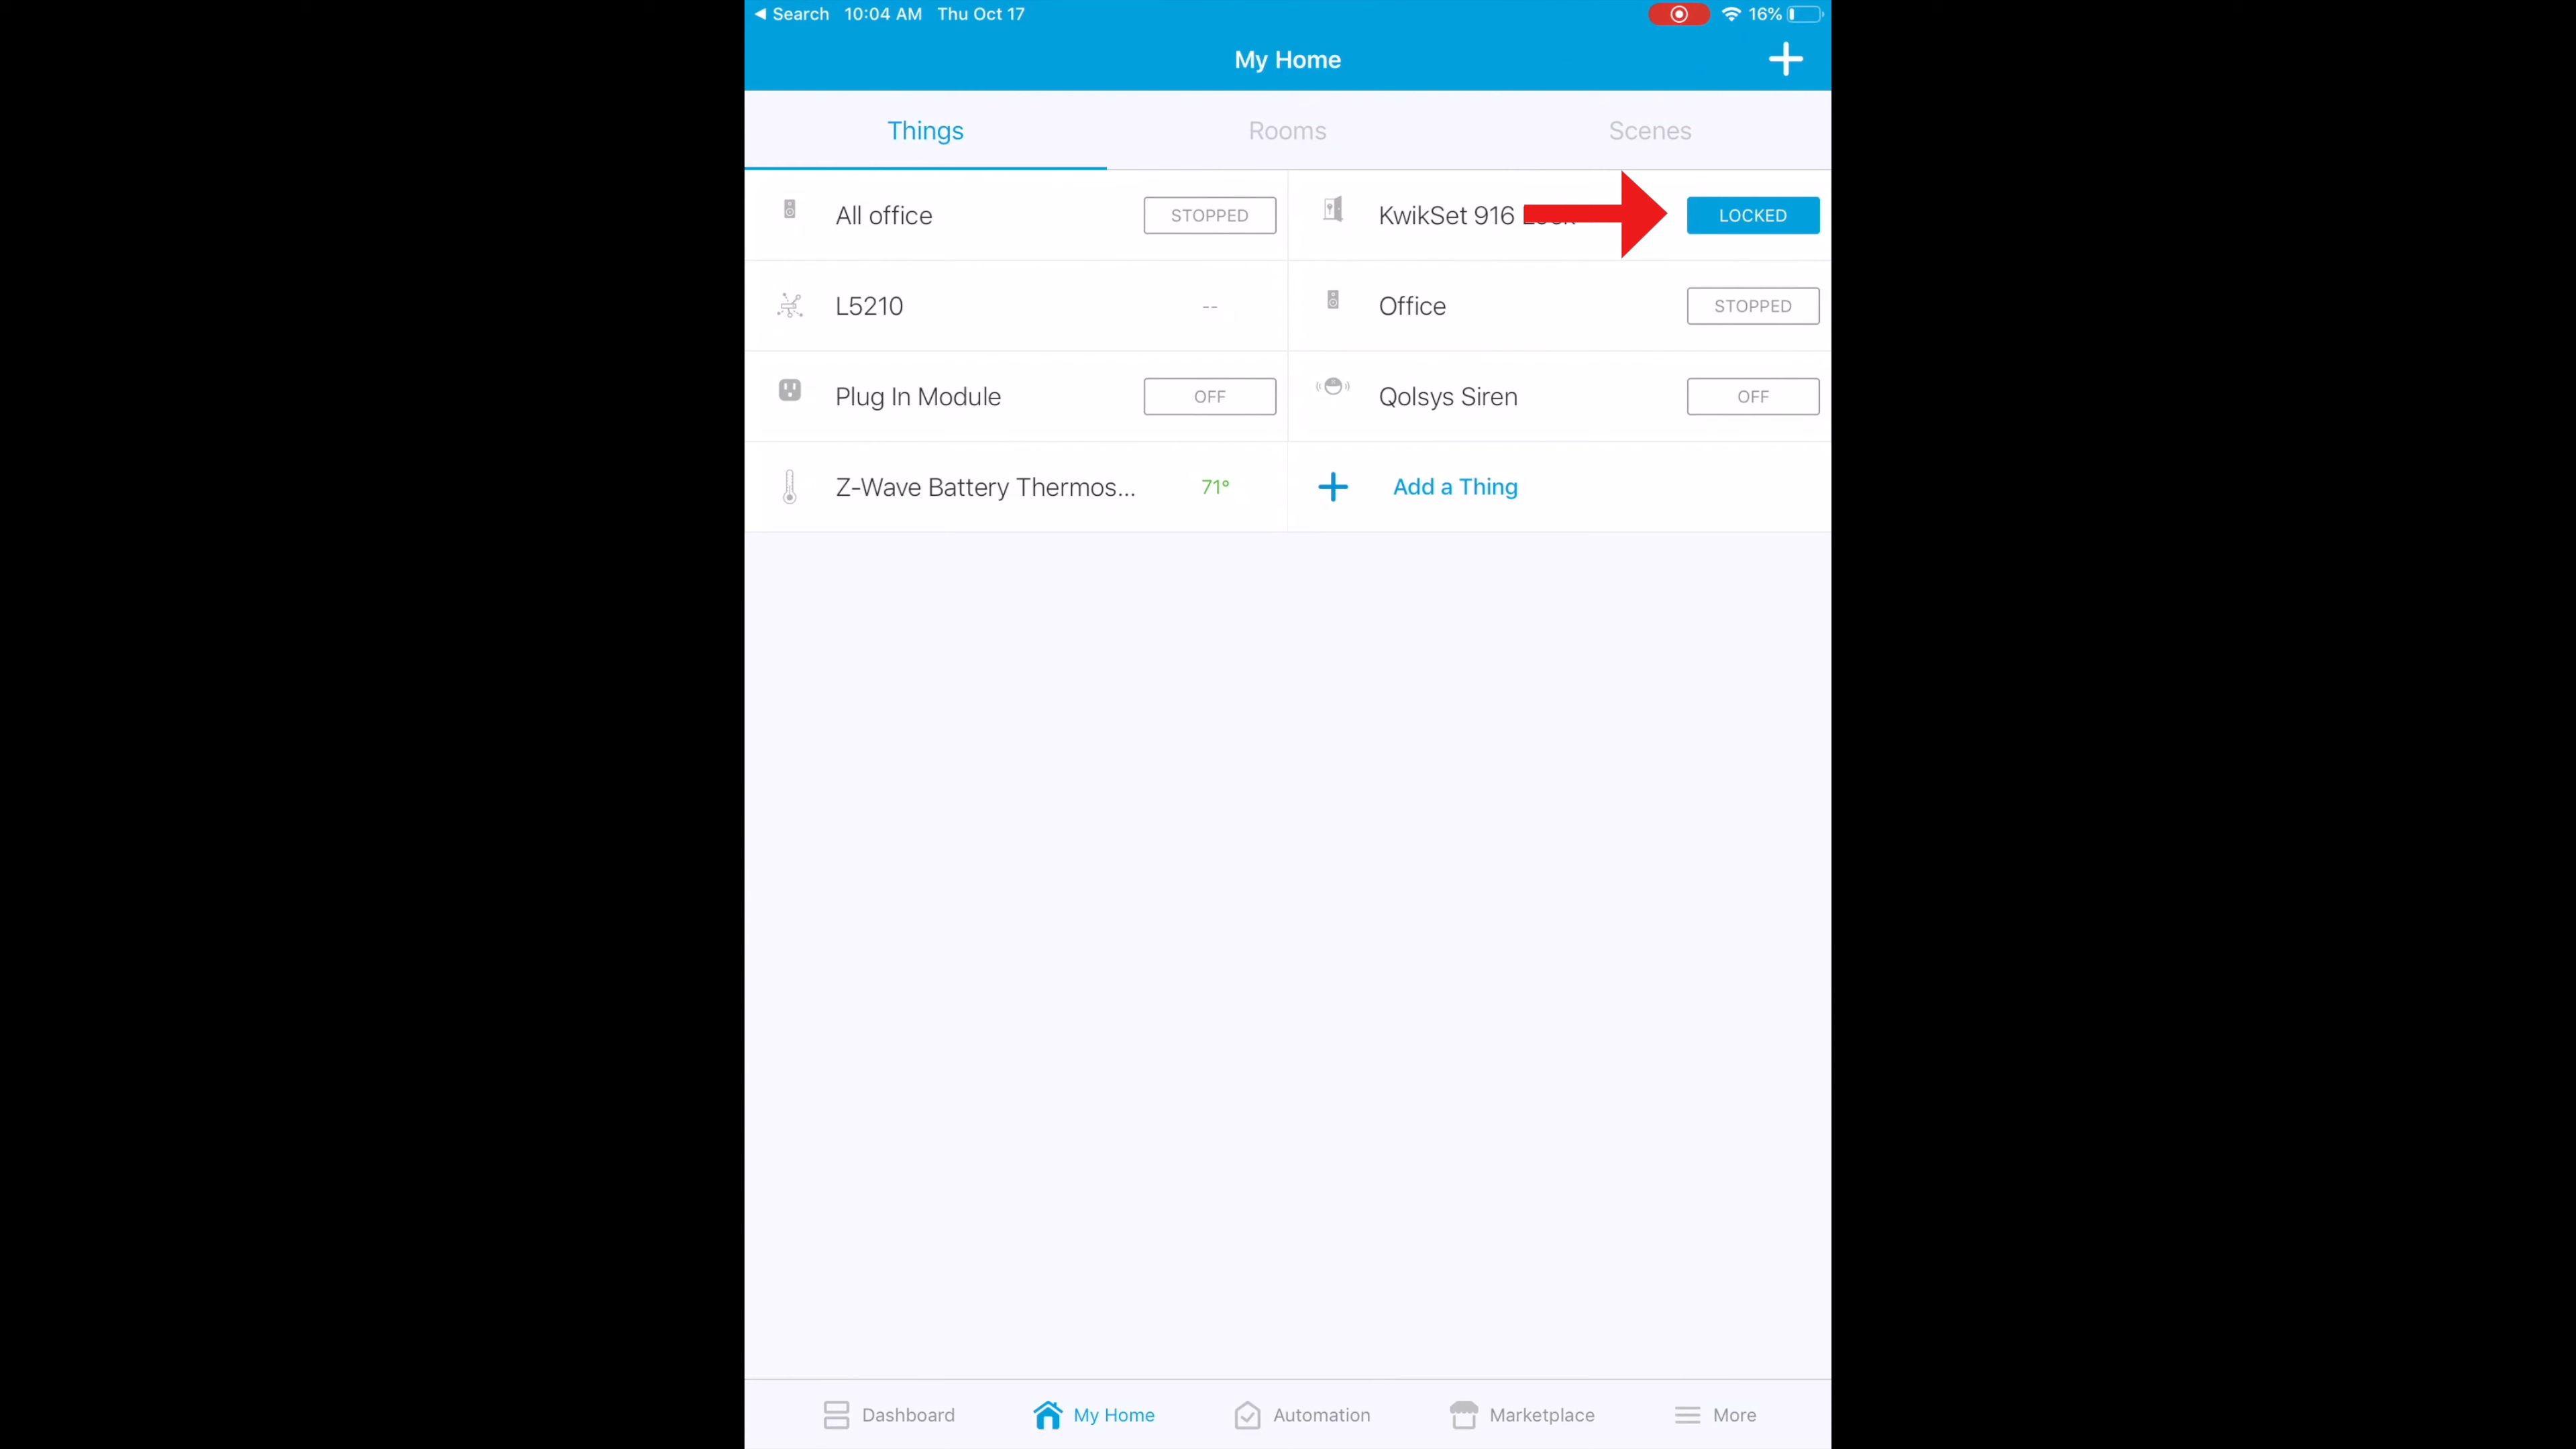 Search 10:04 AM Thu Oct 17 16%
My Home
Things Rooms Scenes
All office STOPPED
KwikSet 916 Lock LOCKED
L5210 --
Office STOPPED
Plug In Module OFF
Qolsys Siren OFF
Z-Wave Battery Thermos... 71°
Add a Thing
Dashboard My Home Automation Marketplace More